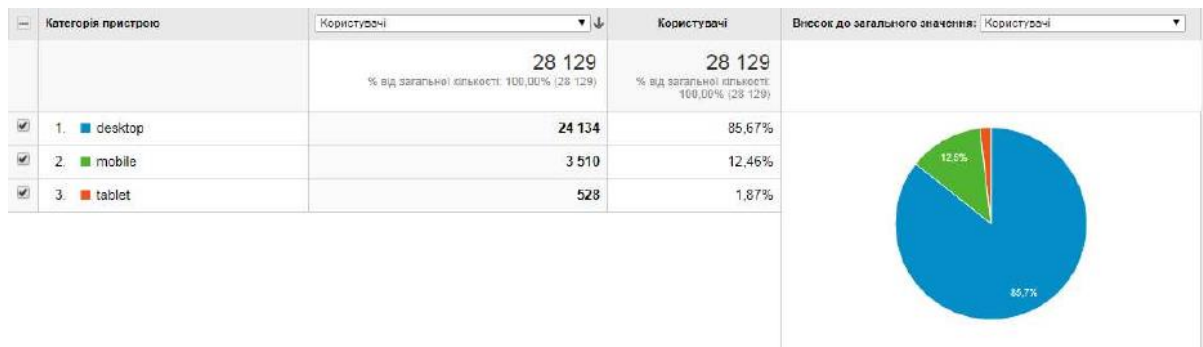 Категорія пристрою
Користувачі
Користувачі
Внесок до загального значення: Користувачі
28 129
% від загальної кількості: 100,00% (28 129)
28 129
% від загальної кількості:
100,00% (28 129)
1. desktop 24 134 85,67%
2. mobile 3 510 12,46%
3. tablet 528 1,87%
12,5%
85,7%